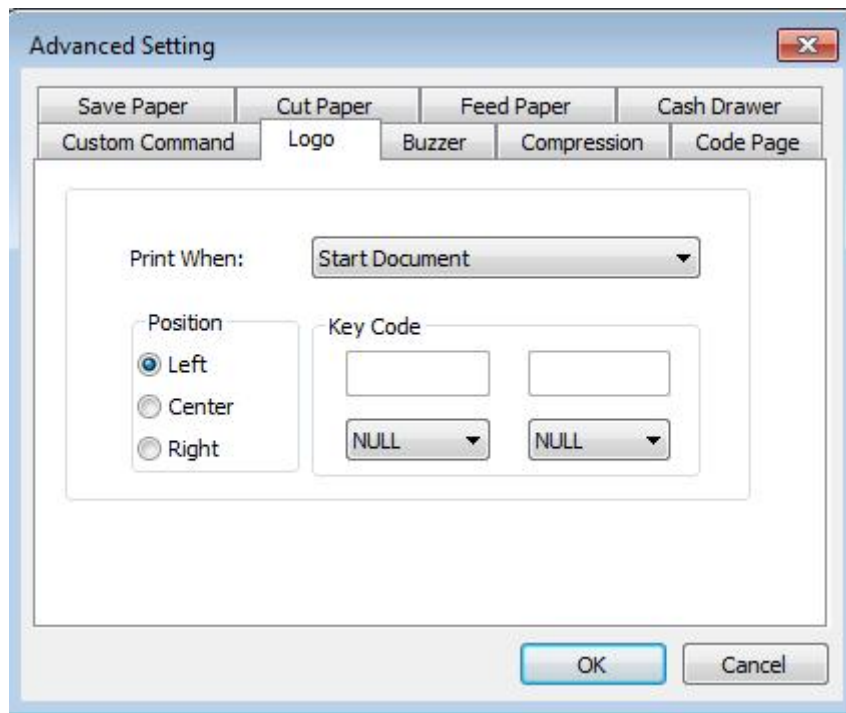 Advanced Setting
Save Paper Cut Paper Feed Paper Cash Drawer
Custom Command Logo Buzzer Compression Code Page
Print When: Start Document
Position Key Code
Left
Center
Right
NULL NULL
OK Cancel